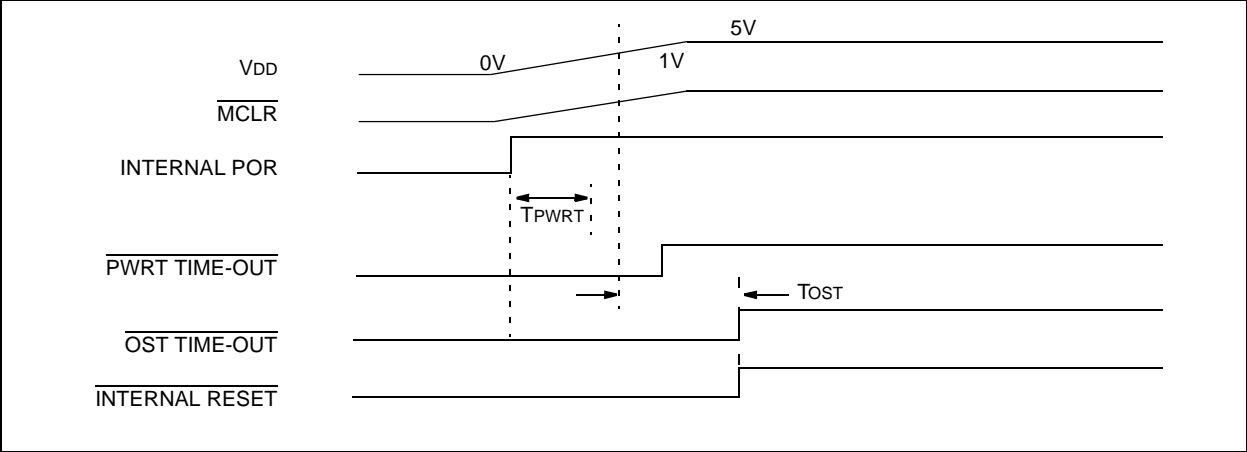 5V
VDD
0V
1V
MCLR
INTERNAL POR
TPWRT
PWRT TIME-OUT
TOST
OST TIME-OUT
INTERNAL RESET